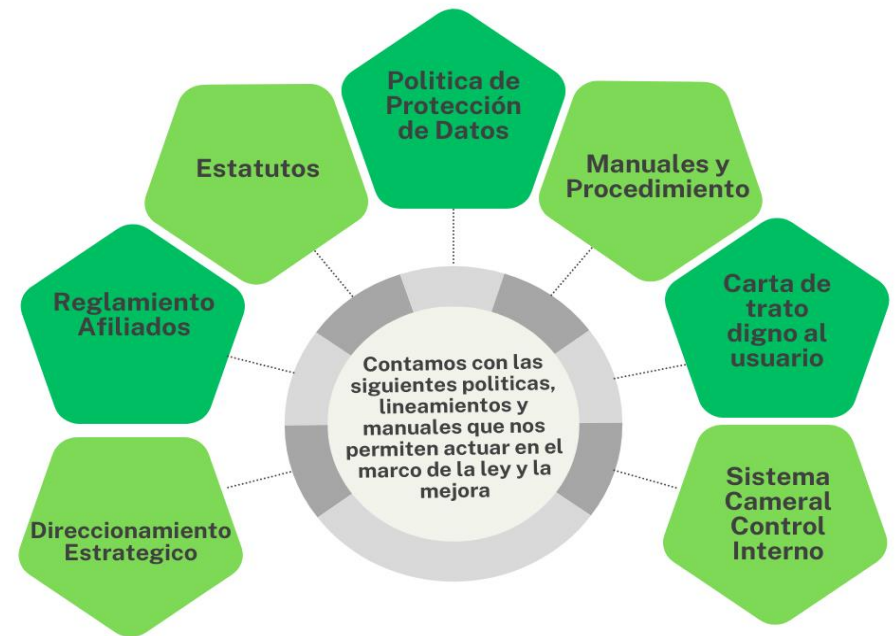 Politica de
Protección
de Datos
Estatutos
Manuales y
Procedimiento
Reglamiento
Afiliados
Carta de
trato
digno al
usuario
Contamos con las
siguientes politicas,
lineamientos y
manuales que nos
permiten actuar en el
marco de la ley y la
mejora
Direccionamiento
Estrategico
Sistema
Cameral
Control
Interno